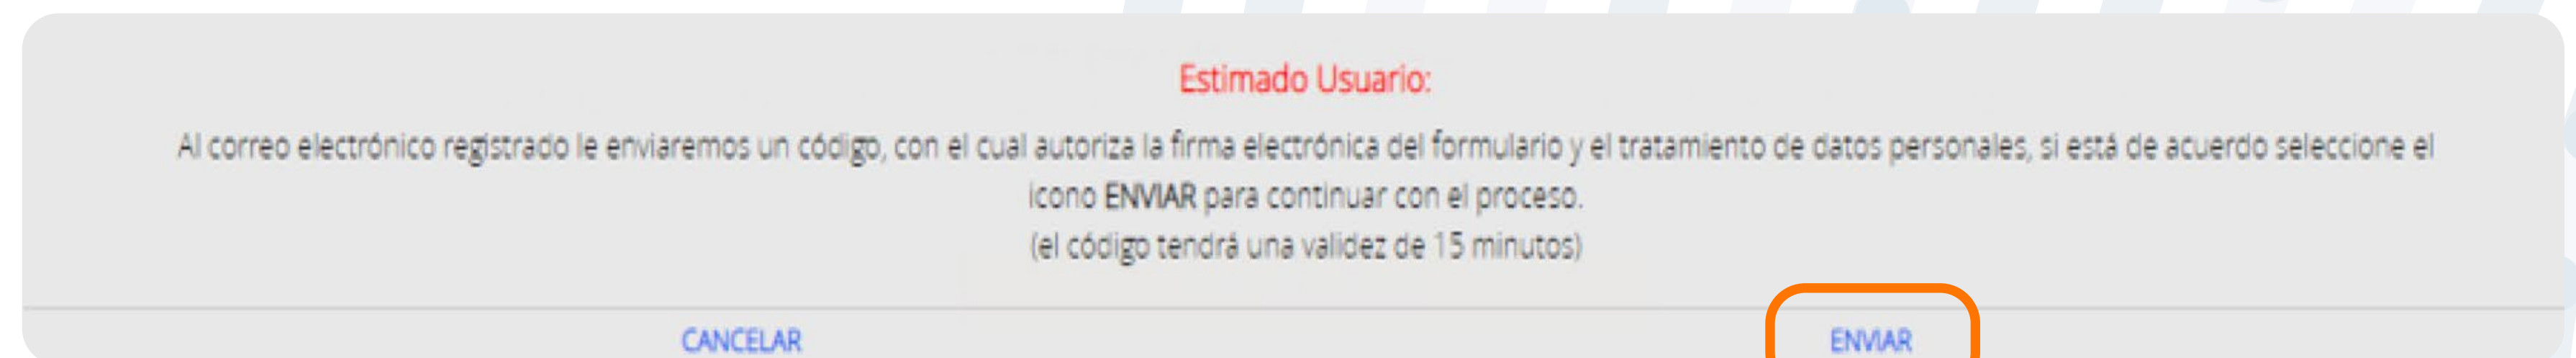 Estimado Usuario:
Al correo electrónico registrado le enviaremos un código, con el cual autoriza la firma electrónica del formulario y el tratamiento de datos personales, si está de acuerdo seleccione el
icono ENVIAR para continuar con el proceso.
(el código tendrá una validez de 15 minutos)
CANCELAR
ENVIAR